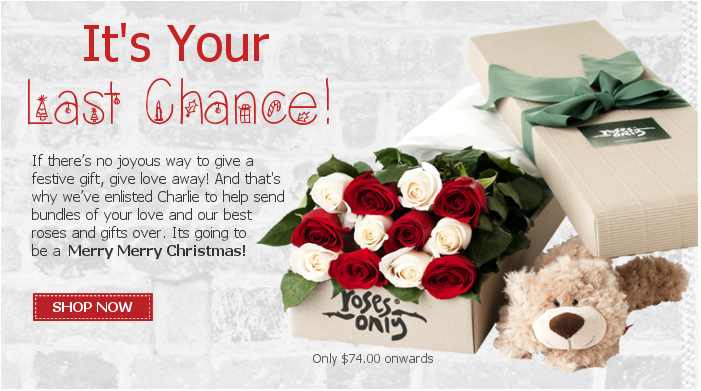 It's Your
Last Chance!
If there's no joyous way to give a
festive gift, give love away! And that's
why we've enlisted Charlie to help send
bundles of your love and our best
roses and gifts over. Its going to
be a Merry Merry Christmas!
SHOP NOW
roses
only
roses
only
Only $74.00 onwards